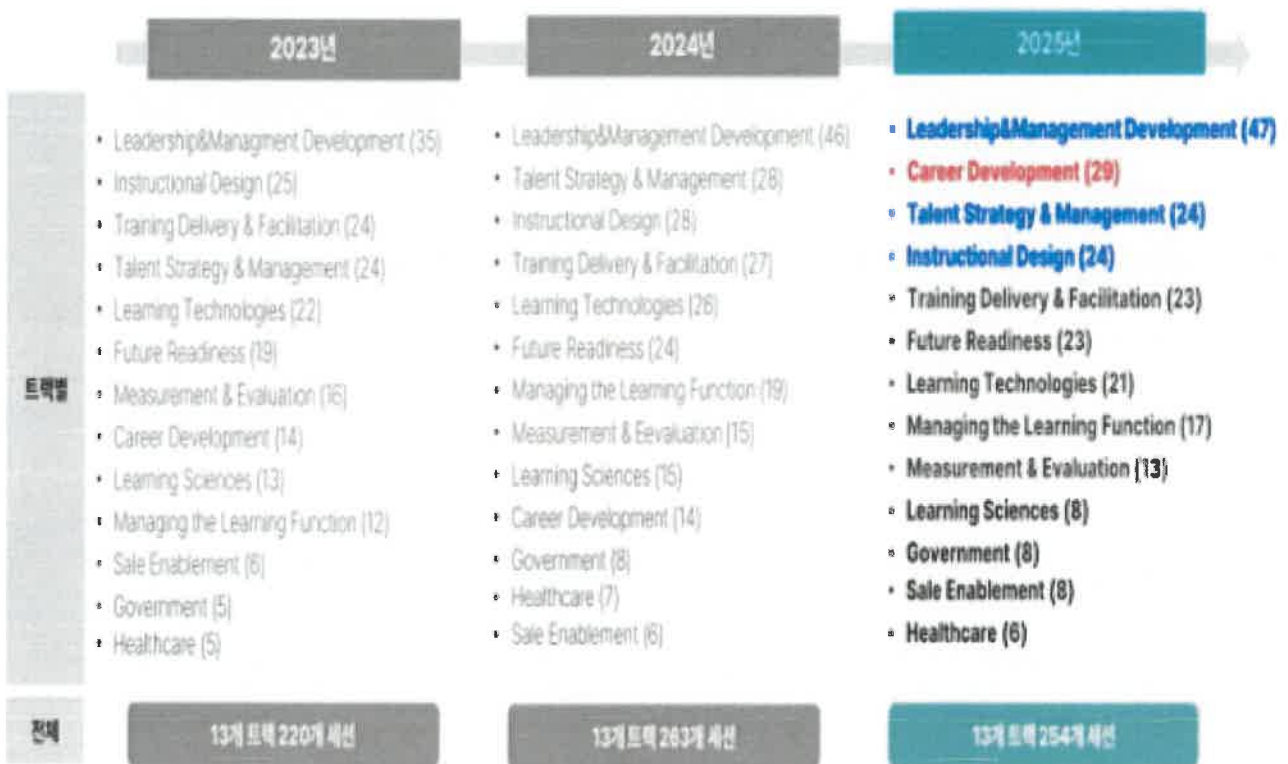 2023년
2024년
2025년
트랙별
• Leadership&Managment Development (35)
• Instructional Design (25)
• Training Delivery & Facilitation (24)
• Talent Strategy & Management (24)
• Learning Technologies (22)
• Future Readiness (19)
• Measurement & Evaluation (16)
• Career Development (14)
• Learning Sciences (13)
• Managing the Learning Function (12)
• Sale Enablement (6)
• Government (5)
• Healthcare (5)
• Leadership&Management Development (46)
• Talent Strategy & Management (28)
• Instructional Design (28)
• Training Delivery & Facilitation (27)
• Learning Technologies (26)
• Future Readiness (24)
• Managing the Learning Function (19)
• Measurement & Eevaluation (15)
• Learning Sciences (15)
• Career Development (14)
• Government (8)
• Healthcare (7)
• Sale Enablement (6)
• Leadership&Management Development (47)
• Career Development (29)
• Talent Strategy & Management (24)
• Instructional Design (24)
• Training Delivery & Facilitation (23)
• Future Readiness (23)
• Learning Technologies (21)
• Managing the Learning Function (17)
• Measurement & Evaluation (13)
• Learning Sciences (8)
• Government (8)
• Sale Enablement (8)
• Healthcare (6)
전체
13개 트랙 220개 세션
13개 트랙 263개 세션
13개 트랙 254개 세션